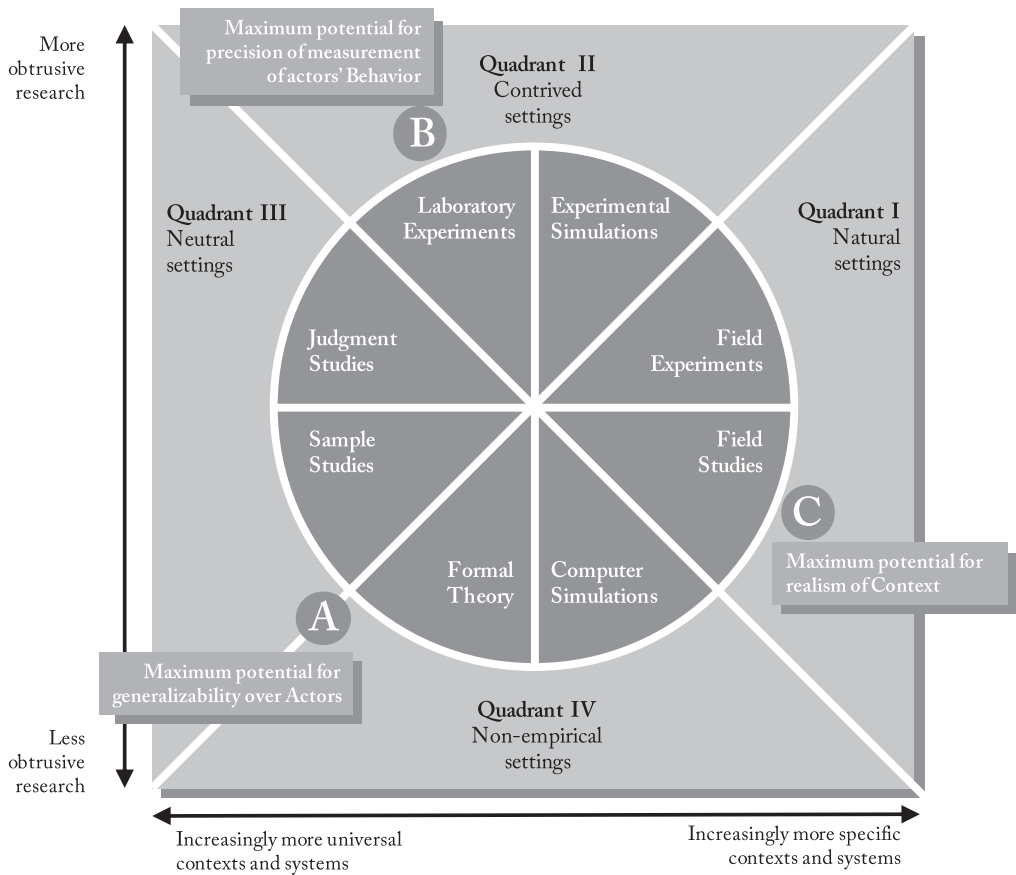 More
obtrusive
research
Maximum potential for
precision of measurement
of actors' Behavior
Quadrant II
Contrived
settings
B
Quadrant III
Neutral
settings
Laboratory
Experiments
Experimental
Simulations
Quadrant I
Natural
settings
Judgment
Studies
Field
Experiments
Sample
Studies
Field
Studies
C
Maximum potential for
realism of Context
Formal
Theory
Computer
Simulations
A
Maximum potential for
generalizability over Actors
Quadrant IV
Non-empirical
settings
Less
obtrusive
research
Increasingly more universal
contexts and systems
Increasingly more specific
contexts and systems